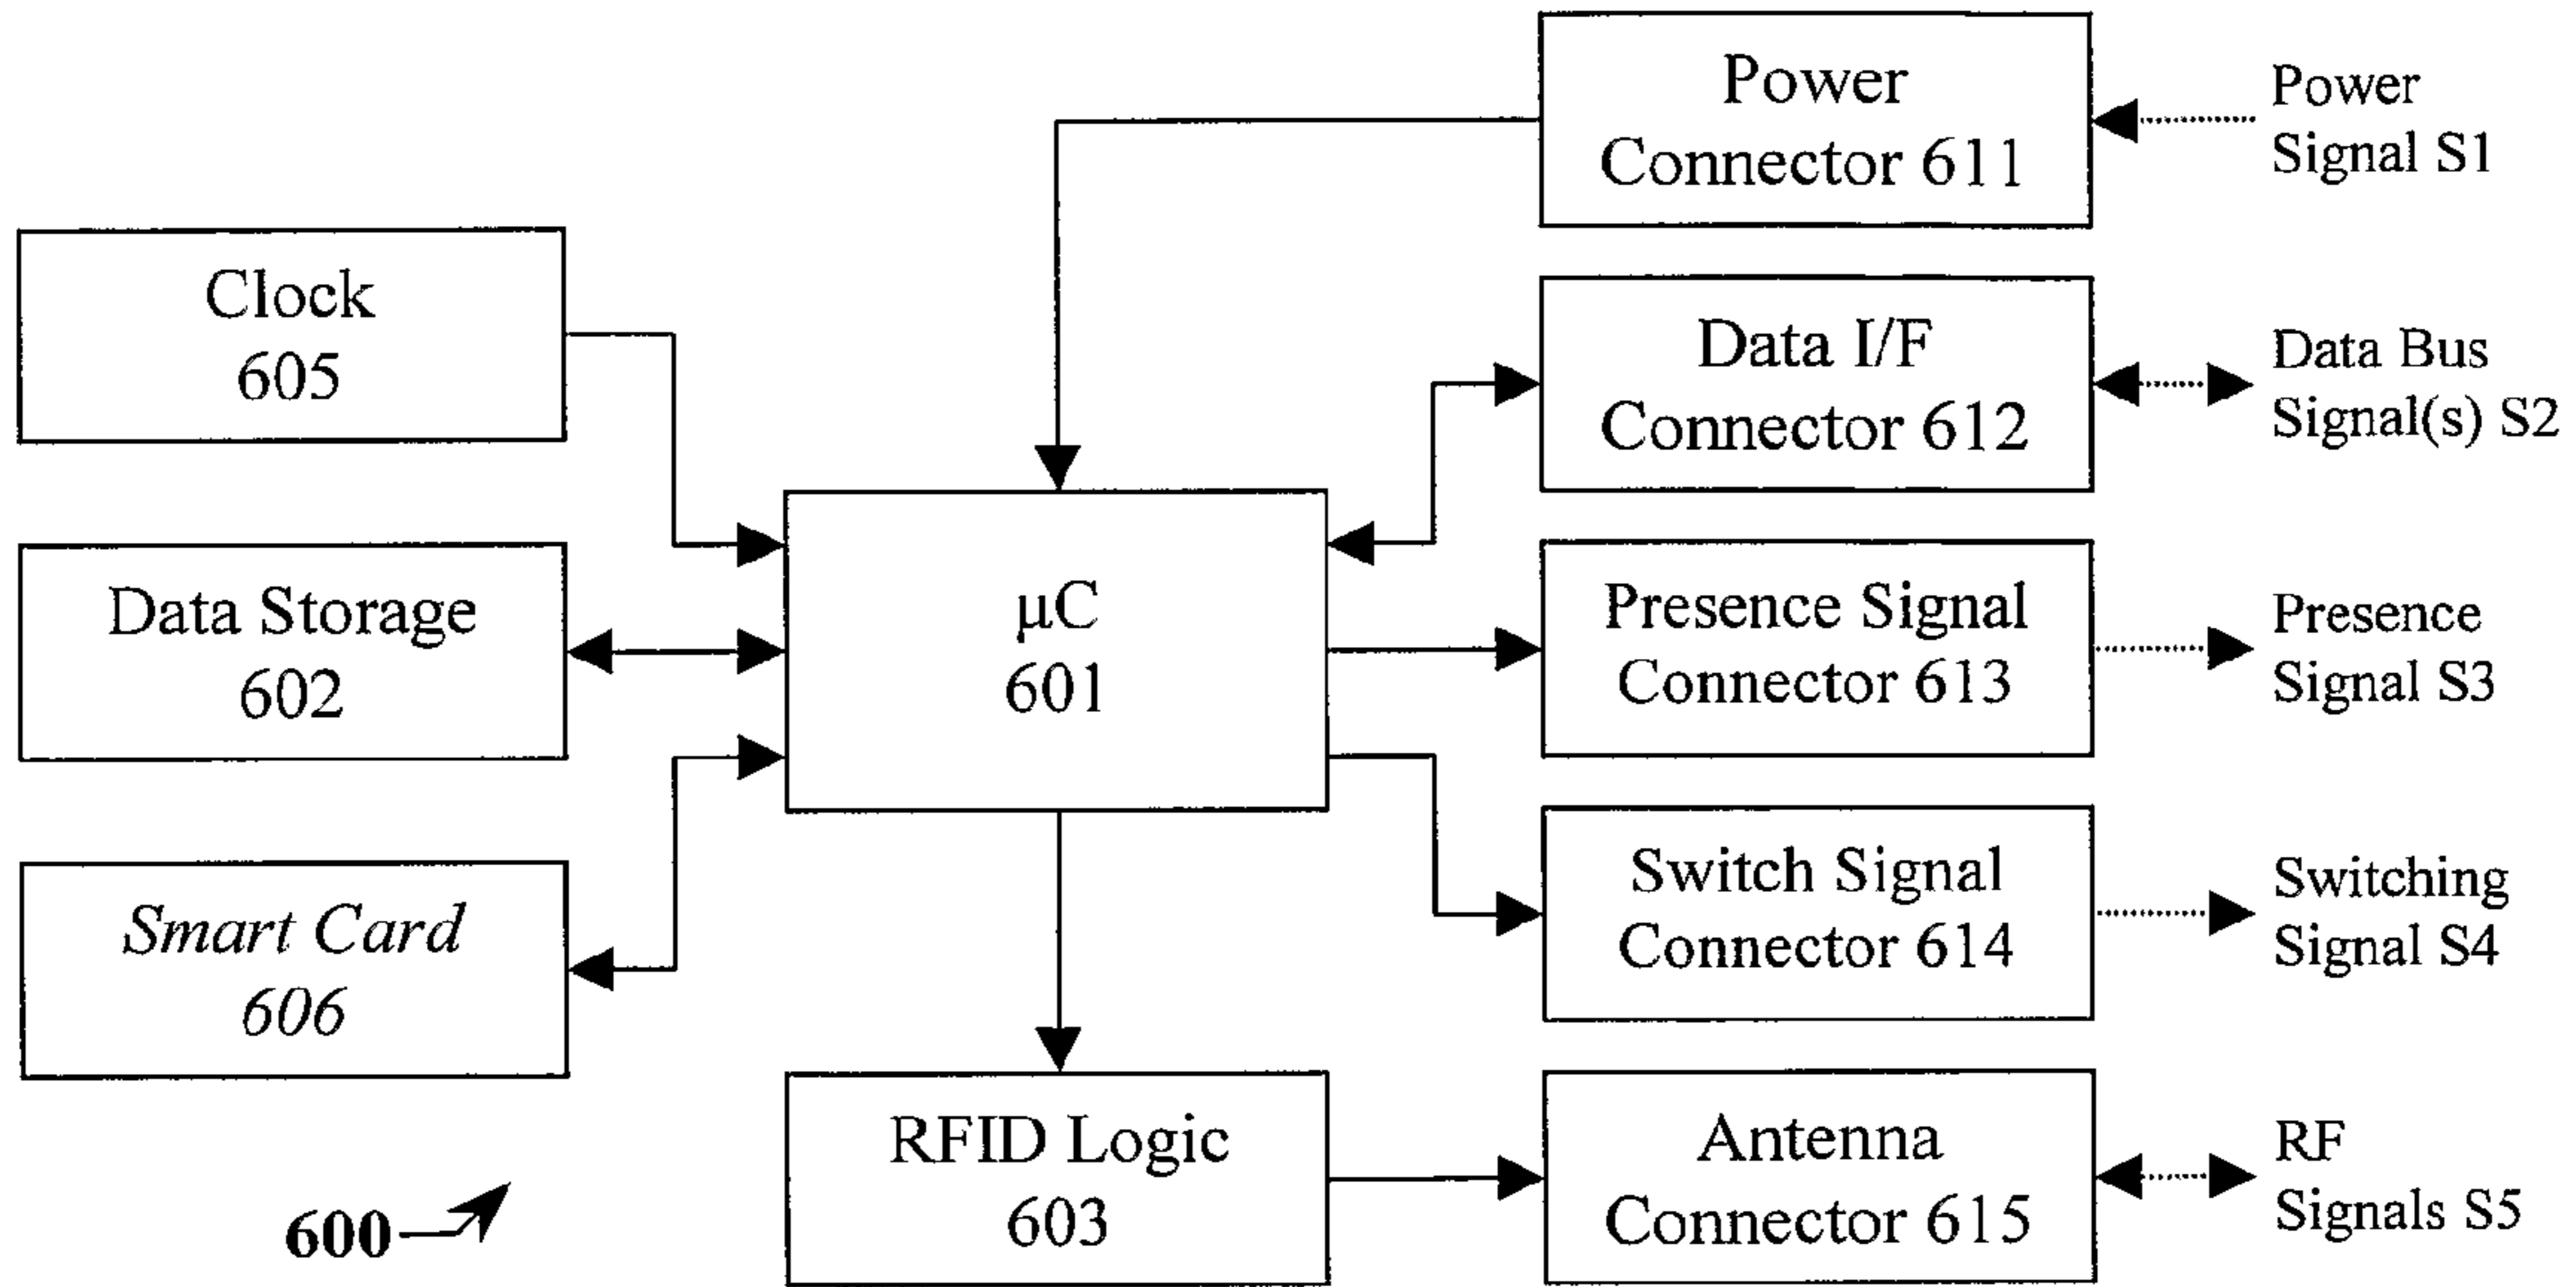 Power
Connector 611
Power
Signal S1
Clock
605
Data I/F
Connector 612
Data Bus
Signal(s) S2
Data Storage
602
μC
601
Presence Signal
Connector 613
Presence
Signal S3
Smart Card
606
Switch Signal
Connector 614
Switching
Signal S4
RFID Logic
603
Antenna
Connector 615
RF
Signals S5
600